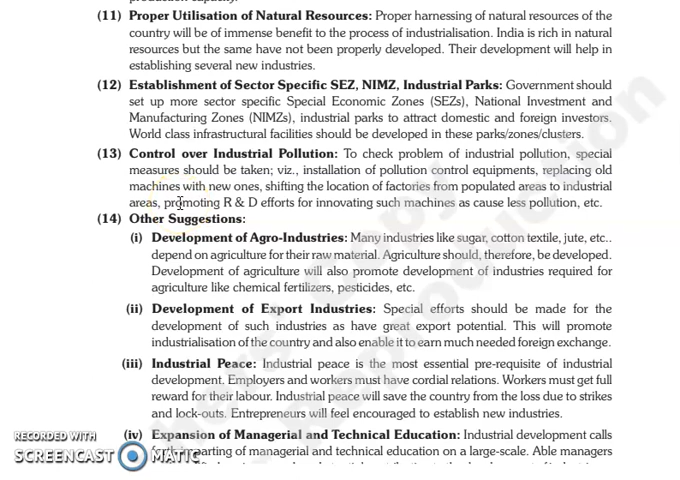 (11) Proper Utilisation of Natural Resources: Proper harnessing of natural resources of the
country will be of immense benefit to the process of industrialisation. India is rich in natural
resources but the same have not been properly developed. Their development will help in
establishing several new industries.
(12) Establishment of Sector Specific SEZ, NIMZ, Industrial Parks: Government should
set up more sector specific Special Economic Zones (SEZs), National Investment and
Manufacturing Zones (NIMZs), industrial parks to attract domestic and foreign investors.
World class infrastructural facilities should be developed in these parks/zones/clusters.
(13) Control over Industrial Pollution: To check problem of industrial pollution, special
measures should be taken; viz., installation of pollution control equipments, replacing old
machines with new ones, shifting the location of factories from populated areas to industrial
areas, promoting R & D efforts for innovating such machines as cause less pollution, etc.
(14) Other Suggestions:
(i) Development of Agro-Industries: Many industries like sugar, cotton textile, jute, etc..
depend on agriculture for their raw material. Agriculture should, therefore, be developed.
Development of agriculture will also promote development of industries required for
agriculture like chemical fertilizers, pesticides, etc.
(ii) Development of Export Industries: Special efforts should be made for the
development of such industries as have great export potential. This will promote
industrialisation of the country and also enable it to earn much needed foreign exchange.
(iii) Industrial Peace: Industrial peace is the most essential pre-requisite of industrial
development. Employers and workers must have cordial relations. Workers must get full
reward for their labour. Industrial peace will save the country from the loss due to strikes
and lock-outs. Entrepreneurs will feel encouraged to establish new industries.
(iv) Expansion of Managerial and Technical Education: Industrial development calls
parting of managerial and technical education on a large-scale. Able managers
RECORDED WITH
SCREENCAST MATIC